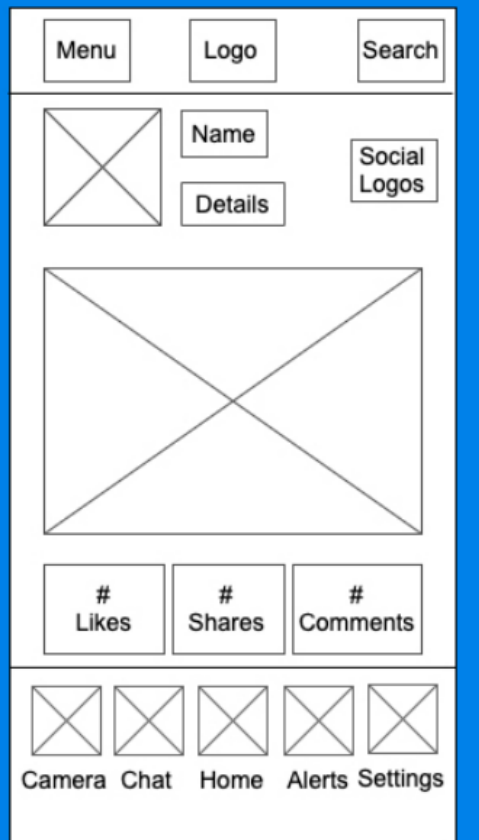 Menu
Logo
Search
Name
Social
Logos
Details
#
Likes
#
Shares
#
Comments
Camera
Chat
Home
Alerts
Settings